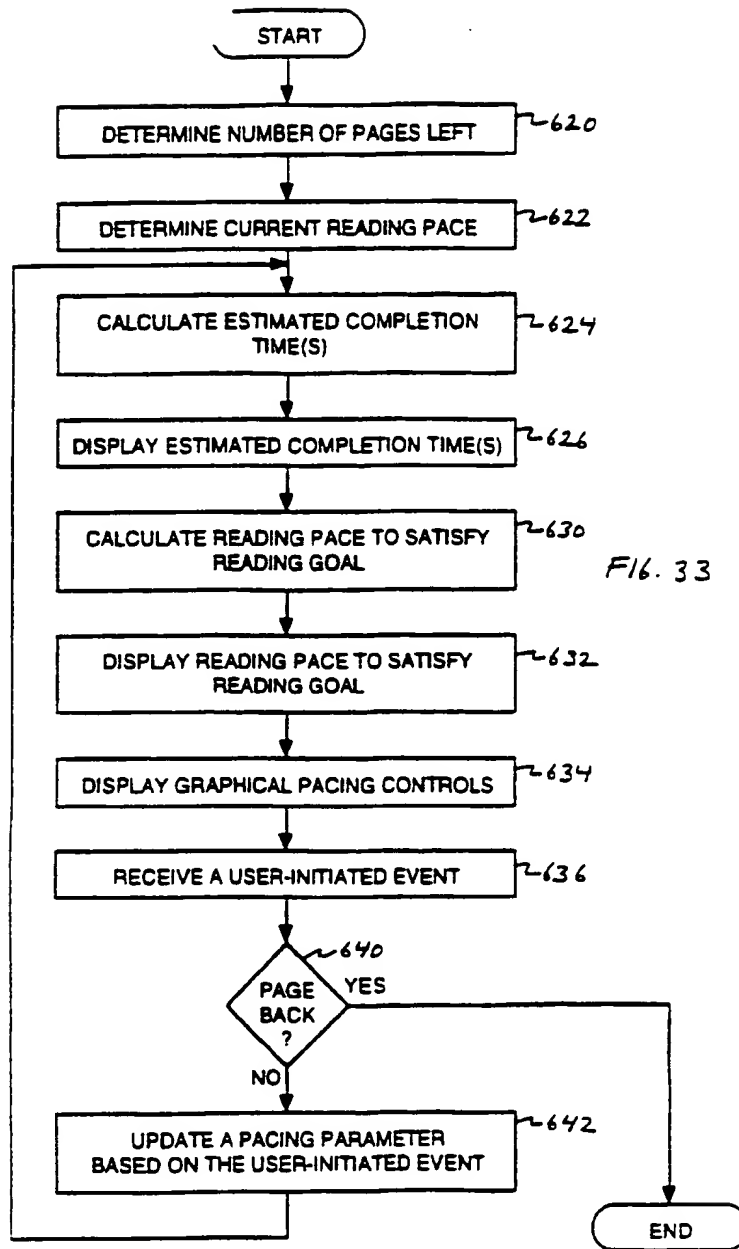 START
DETERMINE NUMBER OF PAGES LEFT
620
DETERMINE CURRENT READING PACE
622
CALCULATE ESTIMATED COMPLETION
TIME(S)
624
DISPLAY ESTIMATED COMPLETION TIME(S)
626
CALCULATE READING PACE TO SATISFY
READING GOAL
630
FIG. 33
DISPLAY READING PACE TO SATISFY
READING GOAL
632
DISPLAY GRAPHICAL PACING CONTROLS
634
RECEIVE A USER-INITIATED EVENT
636
640
PAGE
BACK
?
YES
NO
UPDATE A PACING PARAMETER
BASED ON THE USER-INITIATED EVENT
642
END